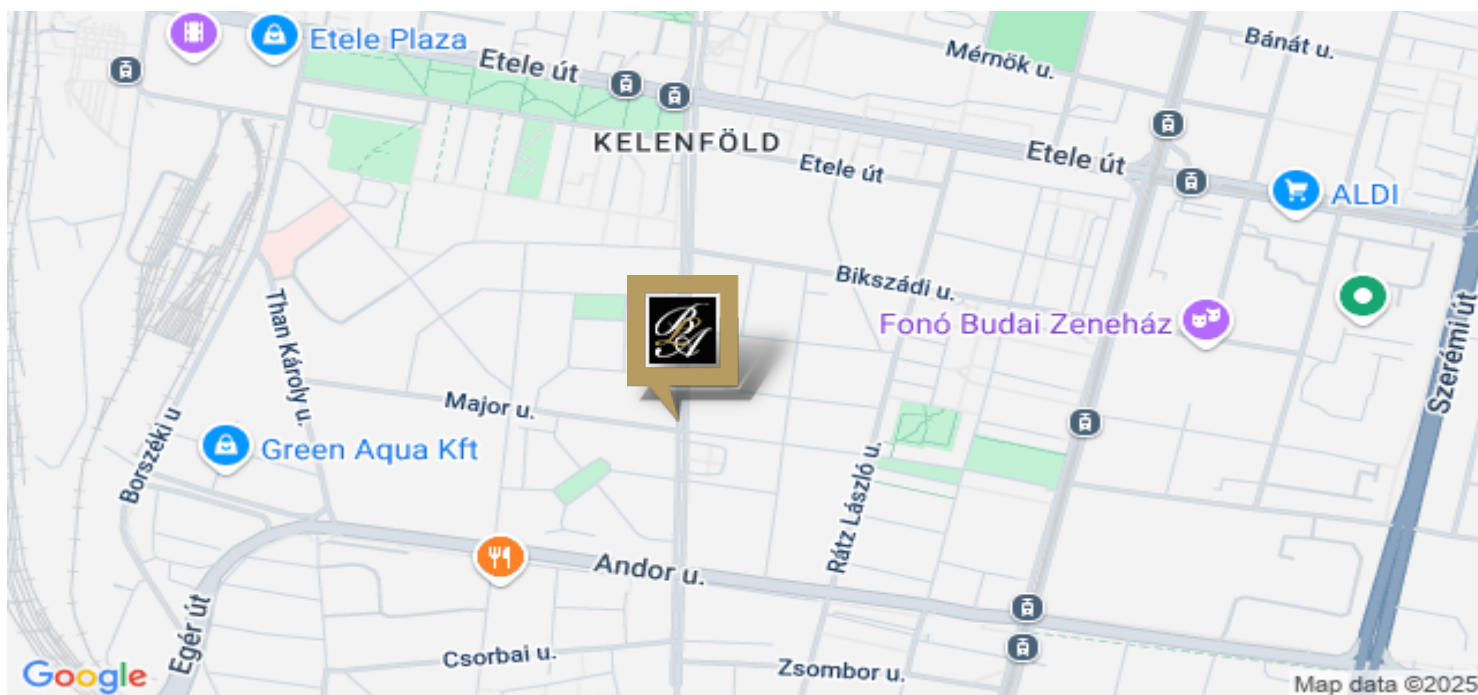 Etele Plaza
Etele út
Mérnök u.
Bánát u.
KELENFÖLD
Etele út
Etele út
ALDI
Bikszádi u.
Fonó Budai Zeneház
Than Károly u.
BLA
Szerémi út
Major u.
Green Aqua Kft
Borszéki u
Rátz László u.
Andor u.
Egér út
Csorbai u.
Zsombor u.
Google
Map data ©2025